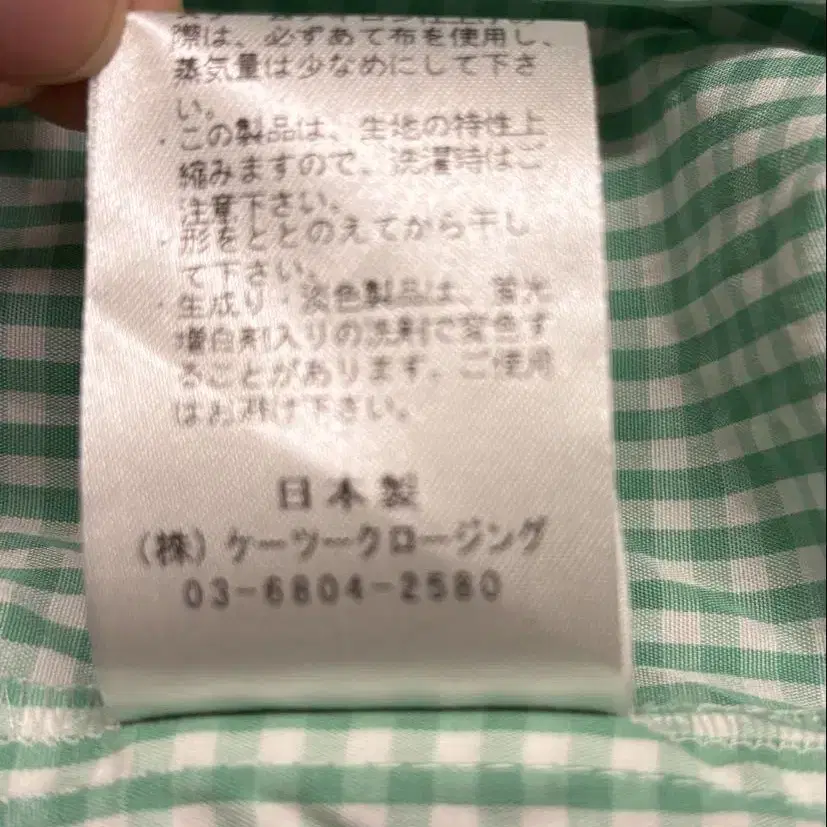 際は、必ずあて布を使用し、
蒸気量は少なめにして下さ
い。
・この製品は、生地の特性上
縮みますので、洗濯時はご
注意下さい。
・形をととのえてから干し
て下さい。
・生成り・淡色製品は、蛍光
増白剤入りの洗剤で変色す
ることがあります、ご使用
はお避け下さい。
日本製
(株)ケーツークロージング
03-6804-2580